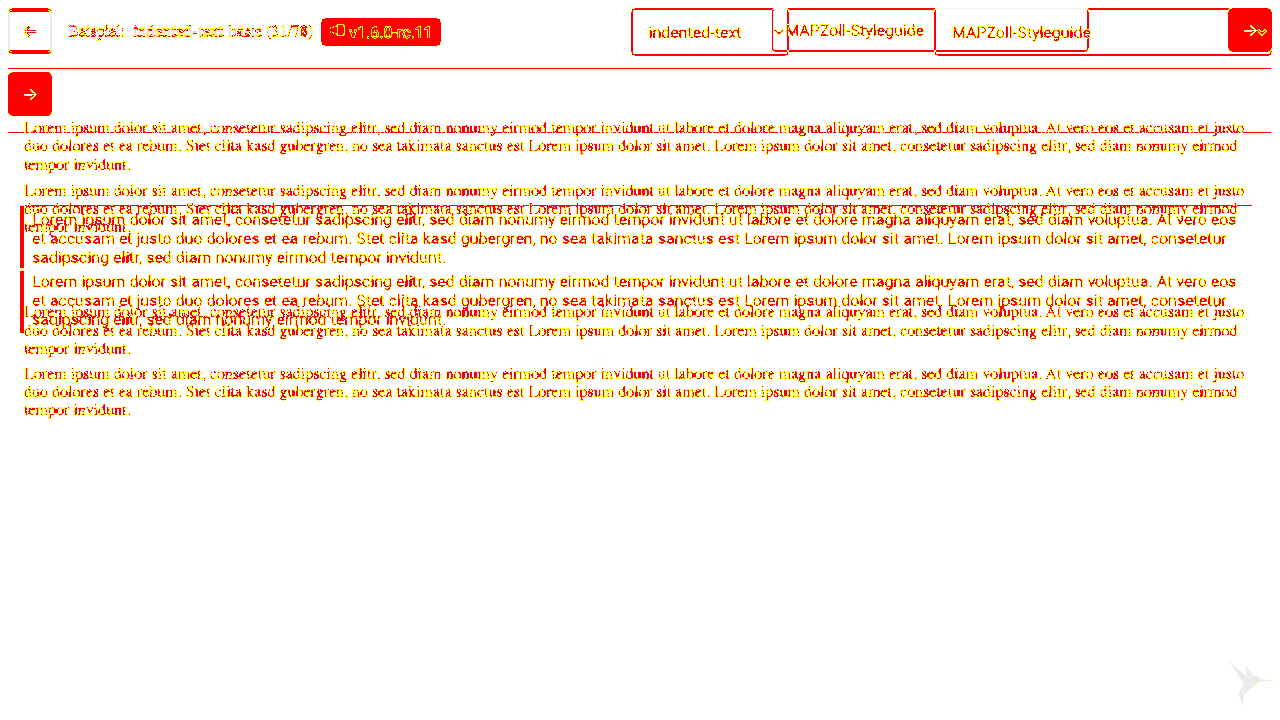 Beispiel: indented-text basic (31/78) v1.6.0-rc.11 indented-text MAPZoll-Styleguide MAPZoll-Styleguide
Lorem ipsum dolor sit amet, consetetur sadipscing elitr, sed diam nonumy eirmod tempor invidunt ut labore et dolore magna aliquyam erat, sed diam voluptua. At vero eos et accusam et justo
duo dolores et ea rebum. Stet clita kasd gubergren, no sea takimata sanctus est Lorem ipsum dolor sit amet. Lorem ipsum dolor sit amet, consetetur sadipscing elitr, sed diam nonumy eirmod
tempor invidunt.
Lorem ipsum dolor sit amet, consetetur sadipscing elitr, sed diam nonumy eirmod tempor invidunt ut labore et dolore magna aliquyam erat, sed diam voluptua. At vero eos et accusam et justo
duo dolores et ea rebum. Stet clita kasd gubergren, no sea takimata sanctus est Lorem ipsum dolor sit amet. Lorem ipsum dolor sit amet, consetetur sadipscing elitr, sed diam nonumy eirmod
tempor invidunt.
Lorem ipsum dolor sit amet, consetetur sadipscing elitr, sed diam nonumy eirmod tempor invidunt ut labore et dolore magna aliquyam erat, sed diam voluptua. At vero eos
et accusam et justo duo dolores et ea rebum. Stet clita kasd gubergren, no sea takimata sanctus est Lorem ipsum dolor sit amet. Lorem ipsum dolor sit amet, consetetur
sadipscing elitr, sed diam nonumy eirmod tempor invidunt.
Lorem ipsum dolor sit amet, consetetur sadipscing elitr, sed diam nonumy eirmod tempor invidunt ut labore et dolore magna aliquyam erat, sed diam voluptua. At vero eos
et accusam et justo duo dolores et ea rebum. Stet clita kasd gubergren, no sea takimata sanctus est Lorem ipsum dolor sit amet. Lorem ipsum dolor sit amet, consetetur
sadipscing elitr, sed diam nonumy eirmod tempor invidunt.
Lorem ipsum dolor sit amet, consetetur sadipscing elitr, sed diam nonumy eirmod tempor invidunt ut labore et dolore magna aliquyam erat, sed diam voluptua. At vero eos et accusam et justo
duo dolores et ea rebum. Stet clita kasd gubergren, no sea takimata sanctus est Lorem ipsum dolor sit amet. Lorem ipsum dolor sit amet, consetetur sadipscing elitr, sed diam nonumy eirmod
tempor invidunt.
Lorem ipsum dolor sit amet, consetetur sadipscing elitr, sed diam nonumy eirmod tempor invidunt ut labore et dolore magna aliquyam erat, sed diam voluptua. At vero eos et accusam et justo
duo dolores et ea rebum. Stet clita kasd gubergren, no sea takimata sanctus est Lorem ipsum dolor sit amet. Lorem ipsum dolor sit amet, consetetur sadipscing elitr, sed diam nonumy eirmod
tempor invidunt.